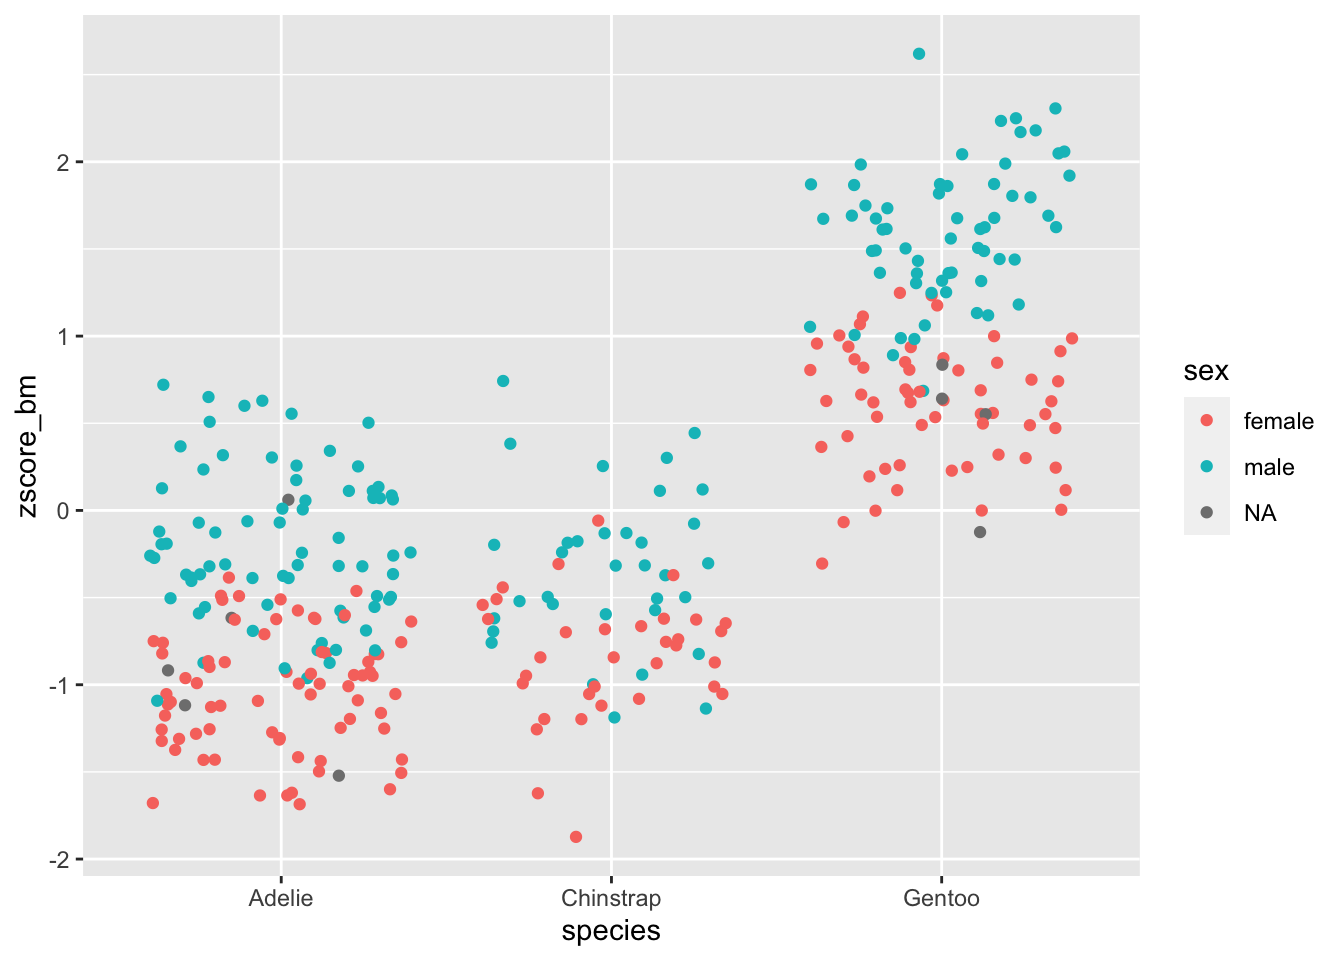 zscore_bm
2
1
0
-1
-2
Adelie Chinstrap Gentoo
species
sex
female
male
NA